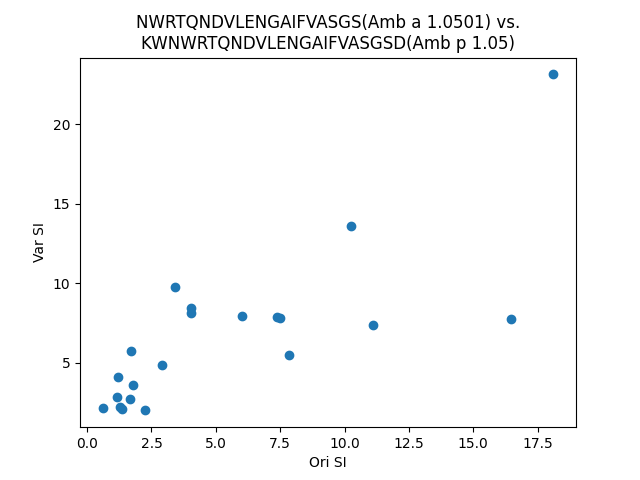 NWRTQNDVLENGAIFVASGS(Amb a 1.0501) vs.
KWNWRTQNDVLENGAIFVASGSD(Amb p 1.05)
20
15
10
5
Var SI
0.0 2.5 5.0 7.5 10.0 12.5 15.0 17.5
Ori SI